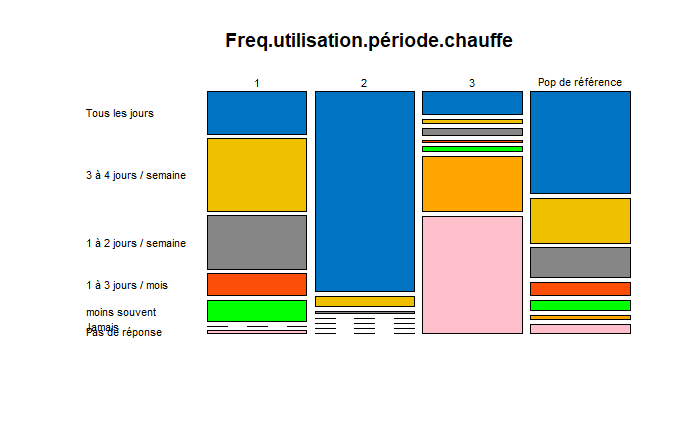 Freq.utilisation.période.chauffe
1 2 3 Pop de référence
Tous les jours
3 à 4 jours / semaine
1 à 2 jours / semaine
1 à 3 jours / mois
moins souvent
Jamais
Pas de réponse